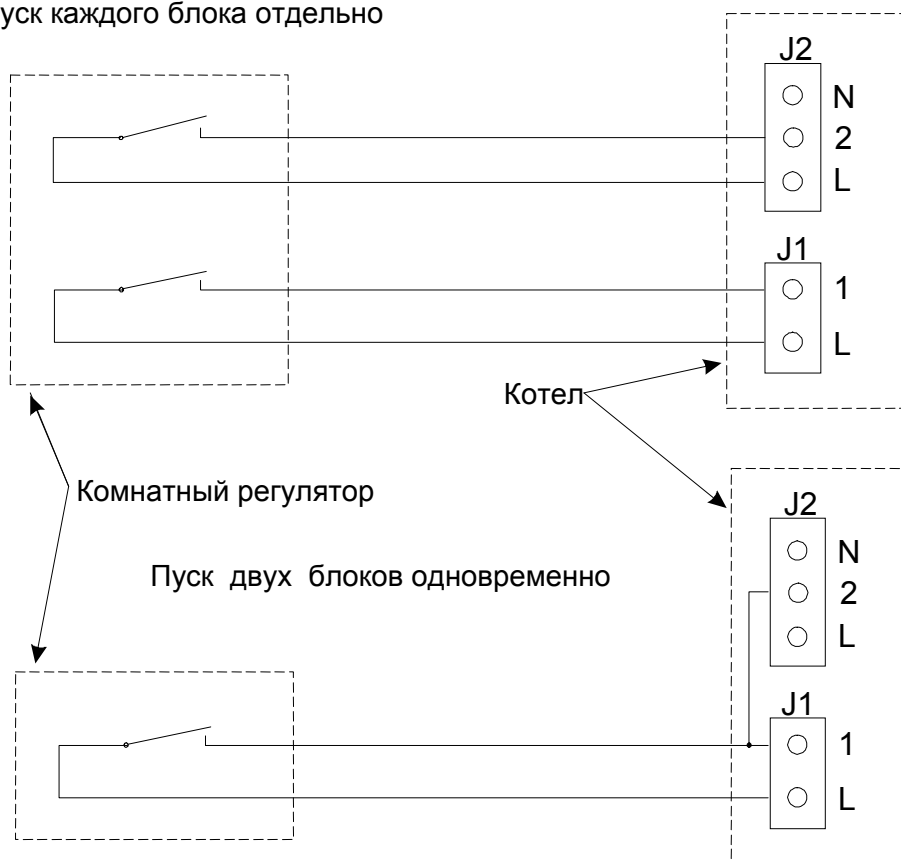 уск каждого блока отдельно
J2
N
2
L
J1
1
L
Котел
Комнатный регулятор
J2
Пуск двух блоков одновременно
N
2
L
J1
1
L